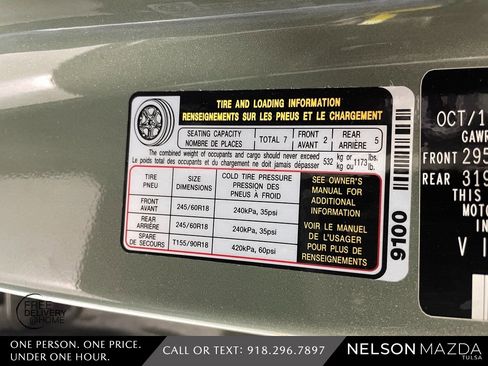 TIRE AND LOADING INFORMATION
RENSEIGNEMENTS SUR LES PNEUS ET LE CHARGEMENT
SEATING CAPACITY
NOMBRE DE PLACES
TOTAL 7
FRONT
AVANT 2
REAR
ARRIÈRE 5
The combined weight of occupants and cargo should never exceed
Le poids total des occupants et du chargement ne doit jamais dépasser
532 kg or ou 1173 lbs. lb.
TIRE
PNEU
SIZE
DIMENSIONS
COLD TIRE PRESSURE
PRESSION DES
PNEUS À FROID
SEE OWNER'S
MANUAL FOR
ADDITIONAL
INFORMATION
VOIR LE MANUEL
DE L'USAGER
POUR PLUS DE
RENSEIGNEMENTS
FRONT
AVANT
245/60R18
240kPa, 35psi
REAR
ARRIÈRE
245/60R18
240kPa, 35psi
SPARE
DE SECOURS
T155/90R18
420kPa, 60psi
9100
OCT/1
GAWR
FRONT 295
REAR 319
THIS
MOTO
IN
V I
FREE
DELIVERY
@HOME
ONE PERSON. ONE PRICE.
UNDER ONE HOUR.
CALL OR TEXT: 918.296.7897
NELSON MAZDA
TULSA